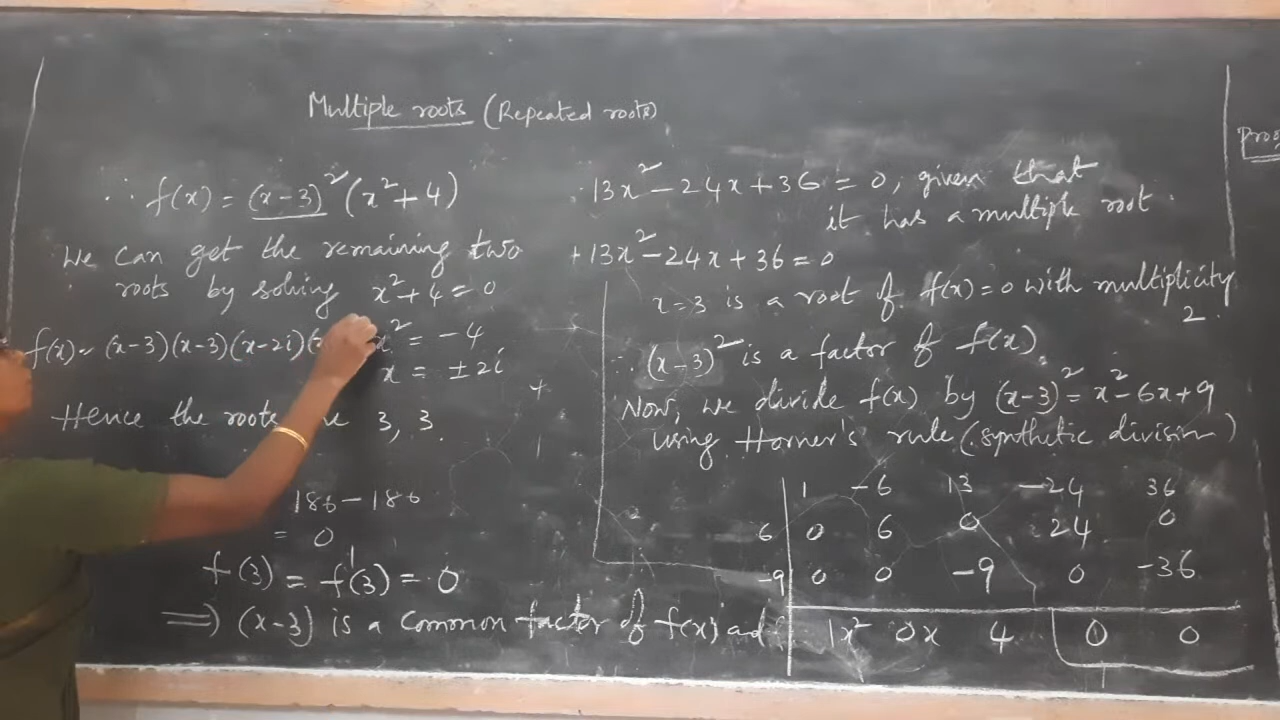 Multiple roots (Repeated roots)
∴ f(x) = (x-3)² (x²+4)
We can get the remaining two
roots by solving x²+4=0
f(x) = (x-3)(x-3)(x-2i)(x
x² = -4
x = ±2i
Hence the roots 3, 3.
186-186
= 0
f(3) = f'(3) = 0
⟹ (x-3) is a common factor of f(x) ad
13x²-24x+36 = 0, given that
it has a multiple root.
+13x²-24x+36=0
x=3 is a root of f(x)=0 with multiplicity
2.
∴ (x-3)² is a factor of f(x).
Now, we divide f(x) by (x-3)² = x²-6x+9
using Horner's rule (synthetic division)
1 -6 13 -24 36
6 0 6 0 24 0
-9 0 0 -9 0 -36
1x² 0x 4 0 0